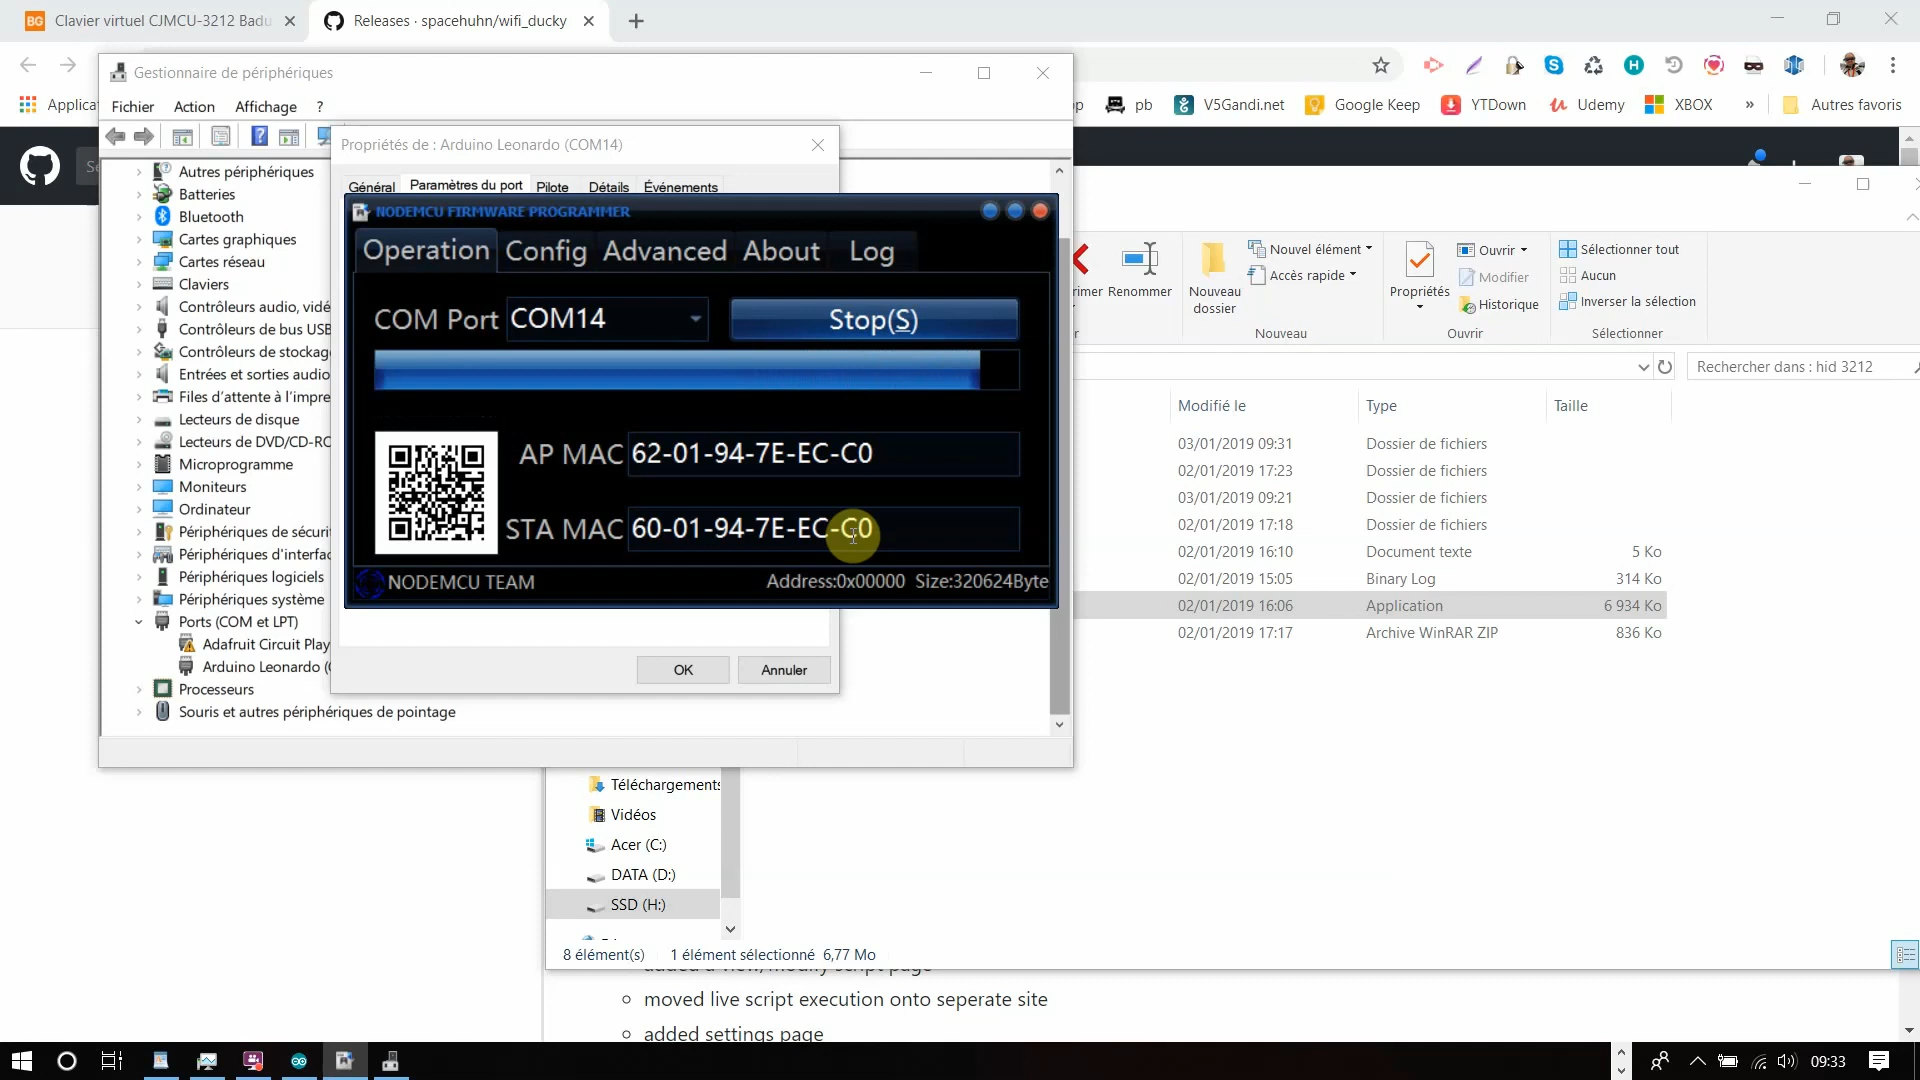 Clavier virtuel CJMCU-3212 Badu
Releases · spacehuhn/wifi_ducky
Applica
pb
V5Gandi.net
Google Keep
YTDown
Udemy
XBOX
»
Autres favoris
Gestionnaire de périphériques
Fichier
Action
Affichage
?
Propriétés de : Arduino Leonardo (COM14)
Général
Paramètres du port
Pilote
Détails
Événements
Autres périphériques
Batteries
Bluetooth
Cartes graphiques
Cartes réseau
Claviers
Contrôleurs audio, vidé
Contrôleurs de bus USB
Contrôleurs de stockag
Entrées et sorties audio
Files d'attente à l'impre
Lecteurs de disque
Lecteurs de DVD/CD-RO
Microprogramme
Moniteurs
Ordinateur
Périphériques de sécuri
Périphériques d'interfac
Périphériques logiciels
Périphériques système
Ports (COM et LPT)
Adafruit Circuit Play
Arduino Leonardo (
Processeurs
Souris et autres périphériques de pointage
NODEMCU FIRMWARE PROGRAMMER
Operation
Config
Advanced
About
Log
COM Port
COM14
Stop(S)
AP MAC
62-01-94-7E-EC-C0
STA MAC
60-01-94-7E-EC-C0
NODEMCU TEAM
Address:0x00000
Size:320624Byte
OK
Annuler
rimer
Renommer
Nouveau dossier
Nouvel élément
Accès rapide
Nouveau
Propriétés
Ouvrir
Modifier
Historique
Ouvrir
Sélectionner tout
Aucun
Inverser la sélection
Sélectionner
Rechercher dans : hid 3212
Modifié le
Type
Taille
03/01/2019 09:31 Dossier de fichiers
02/01/2019 17:23 Dossier de fichiers
03/01/2019 09:21 Dossier de fichiers
02/01/2019 17:18 Dossier de fichiers
02/01/2019 16:10 Document texte 5 Ko
02/01/2019 15:05 Binary Log 314 Ko
02/01/2019 16:06 Application 6 934 Ko
02/01/2019 17:17 Archive WinRAR ZIP 836 Ko
Téléchargements
Vidéos
Acer (C:)
DATA (D:)
SSD (H:)
8 élément(s)
1 élément sélectionné 6,77 Mo
added a view/modify script page
moved live script execution onto seperate site
added settings page
09:33